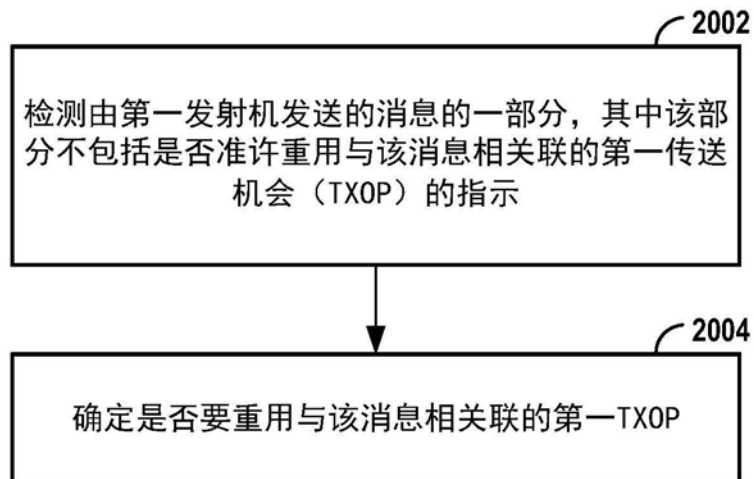 2002
检测由第一发射机发送的消息的一部分，其中该部
分不包括是否准许重用与该消息相关联的第一传送
机会（TXOP）的指示
2004
确定是否要重用与该消息相关联的第一TXOP